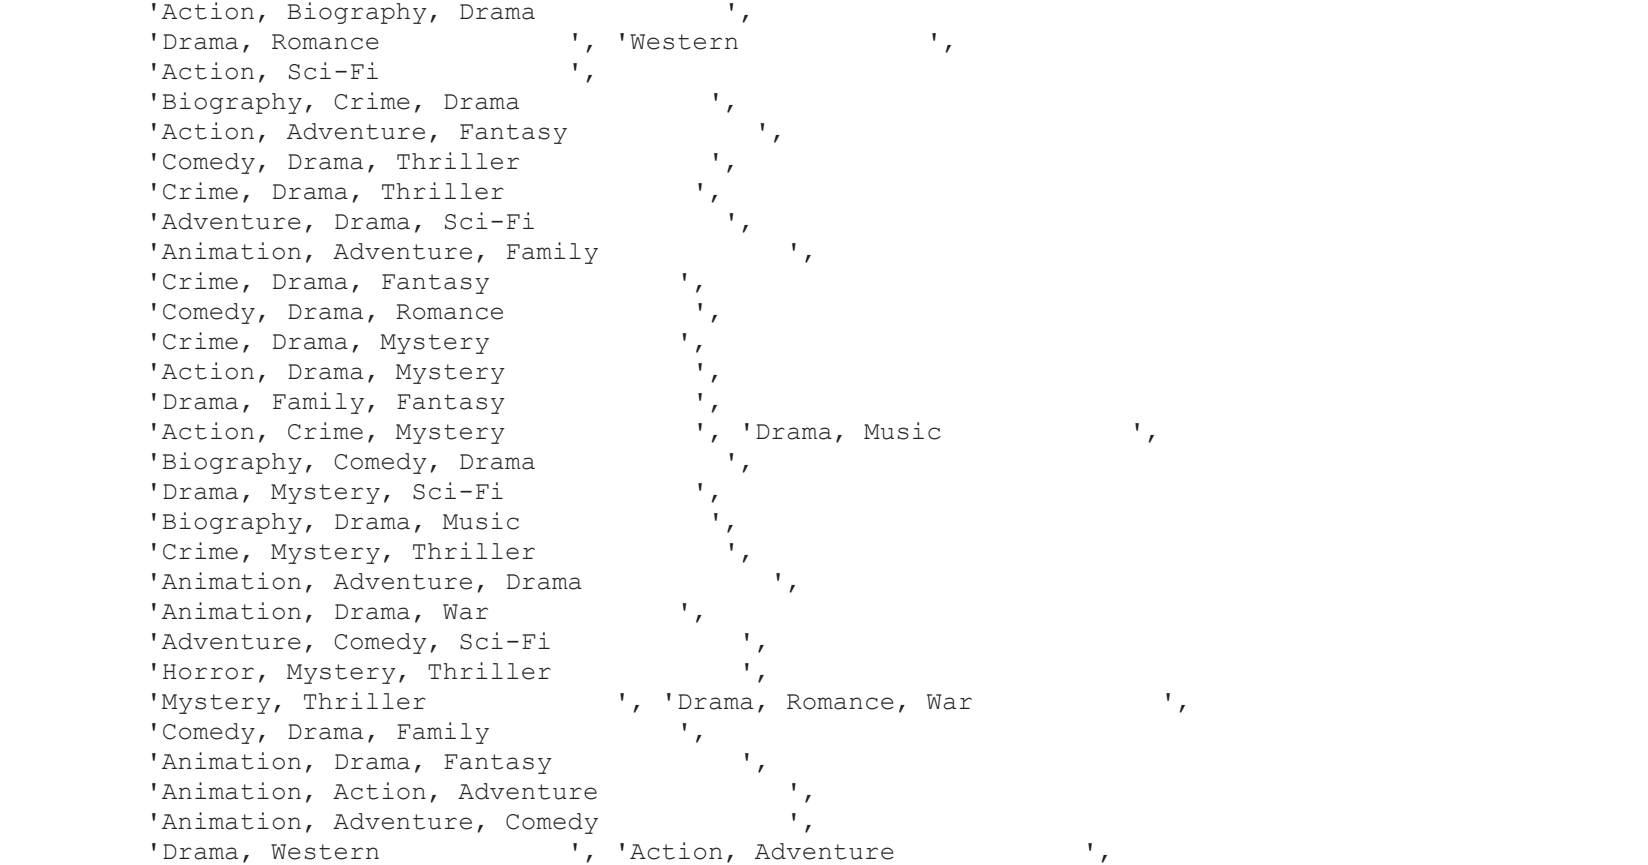 'Action, Biography, Drama            ',
'Drama, Romance            ', 'Western            ',
'Action, Sci-Fi            ',
'Biography, Crime, Drama            ',
'Action, Adventure, Fantasy            ',
'Comedy, Drama, Thriller            ',
'Crime, Drama, Thriller            ',
'Adventure, Drama, Sci-Fi            ',
'Animation, Adventure, Family            ',
'Crime, Drama, Fantasy            ',
'Comedy, Drama, Romance            ',
'Crime, Drama, Mystery            ',
'Action, Drama, Mystery            ',
'Drama, Family, Fantasy            ',
'Action, Crime, Mystery            ', 'Drama, Music            ',
'Biography, Comedy, Drama            ',
'Drama, Mystery, Sci-Fi            ',
'Biography, Drama, Music            ',
'Crime, Mystery, Thriller            ',
'Animation, Adventure, Drama            ',
'Animation, Drama, War            ',
'Adventure, Comedy, Sci-Fi            ',
'Horror, Mystery, Thriller            ',
'Mystery, Thriller            ', 'Drama, Romance, War            ',
'Comedy, Drama, Family            ',
'Animation, Drama, Fantasy            ',
'Animation, Action, Adventure            ',
'Animation, Adventure, Comedy            ',
'Drama, Western            ', 'Action, Adventure            ',